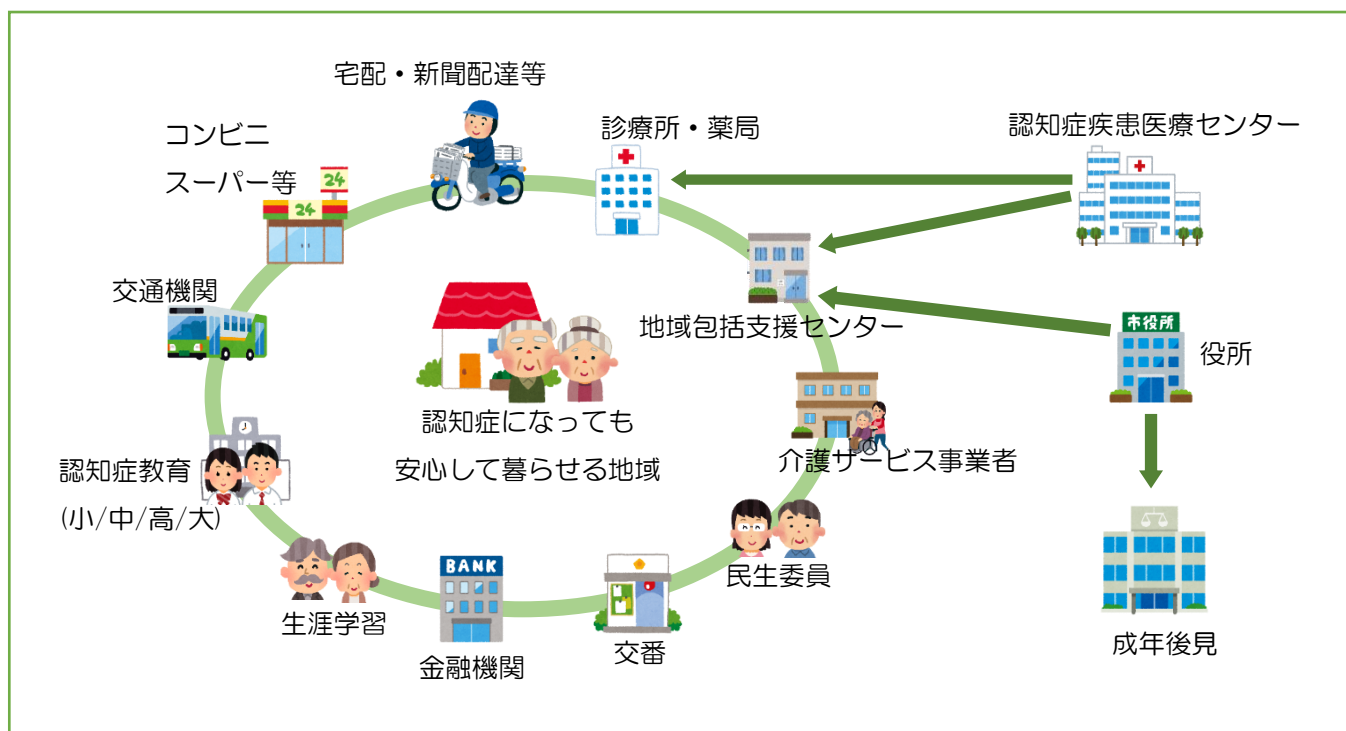 宅配・新聞配達等
コンビニ
スーパー等
24
24
診療所・薬局
認知症疾患医療センター
交通機関
地域包括支援センター
市役所
役所
認知症になっても
安心して暮らせる地域
介護サービス事業者
認知症教育
(小/中/高/大)
民生委員
BANK
生涯学習
金融機関
交番
成年後見